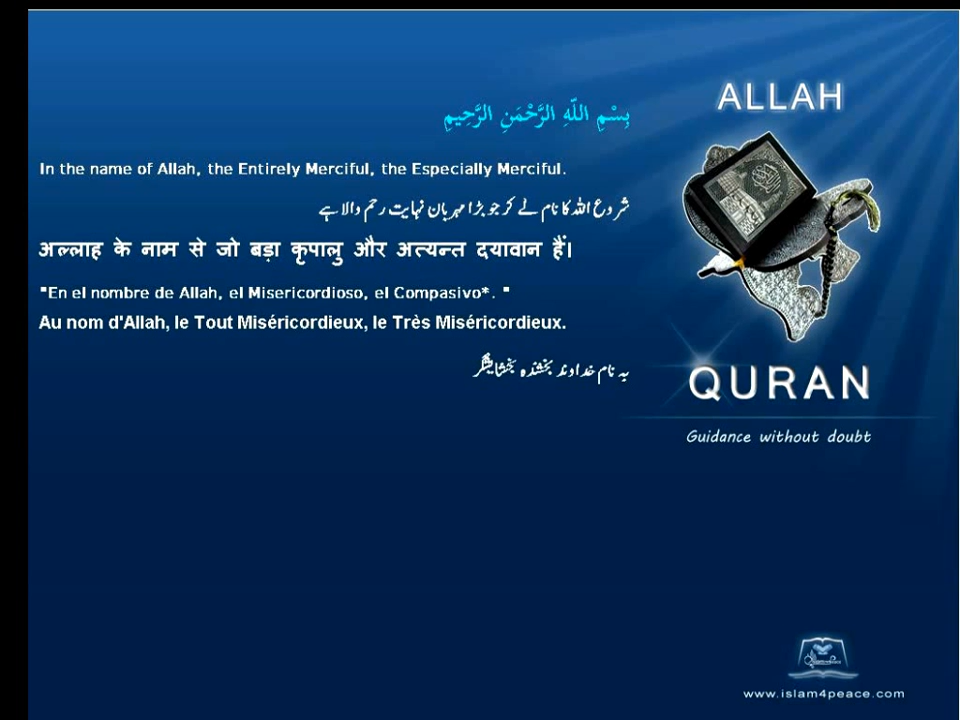 بِسْمِ اللّهِ الرَّحْمَنِ الرَّحِيمِ
In the name of Allah, the Entirely Merciful, the Especially Merciful.
شروع الله کا نام لے کر جو بڑا مہربان نہایت رحم والا ہے
अल्लाह के नाम से जो बड़ा कृपालु और अत्यन्त दयावान हैं।
"En el nombre de Allah, el Misericordioso, el Compasivo*. "
Au nom d'Allah, le Tout Miséricordieux, le Très Miséricordieux.
به نام خداوند بخشنده بخشایشگر
ALLAH
QURAN
Guidance without doubt
www.islam4peace.com